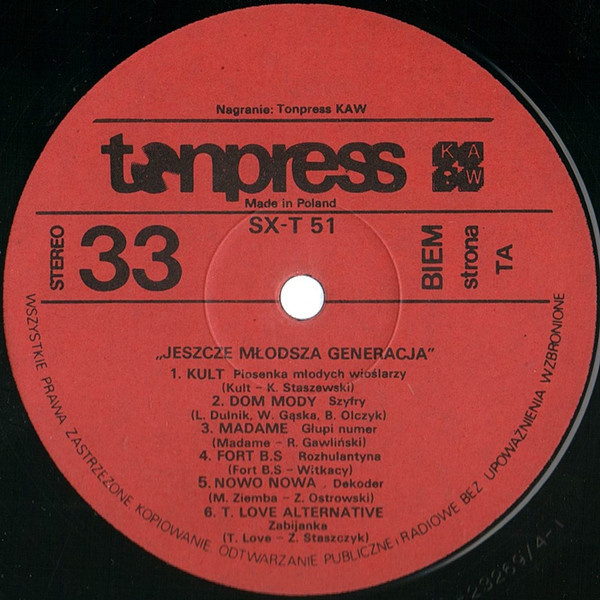 Nagranie: Tonpress KAW
tonpress
K A
W
Made in Poland
SX-T 51
STEREO
33
BIEM
strona
TA
„JESZCZE MŁODSZA GENERACJA”
1. KULT Piosenka młodych wioślarzy
(Kult – K. Staszewski)
2. DOM MODY Szyfry
(L. Dulnik, W. Gąska, B. Olczyk)
3. MADAME Głupi numer
(Madame – R. Gawliński)
4. FORT B.S Rozhulantyna
(Fort B.S – Witkacy)
5. NOWO NOWA . Dekoder
(M. Ziemba – Z. Ostrowski)
6. T. LOVE ALTERNATIVE
Zabijanka
(T. Love – Z. Staszczyk)
WSZYSTKIE PRAWA ZASTRZEŻONE KOPIOWANIE, ODTWARZANIE PUBLICZNE I RADIOWE BEZ UPOWAŻNIENIA WZBRONIONE